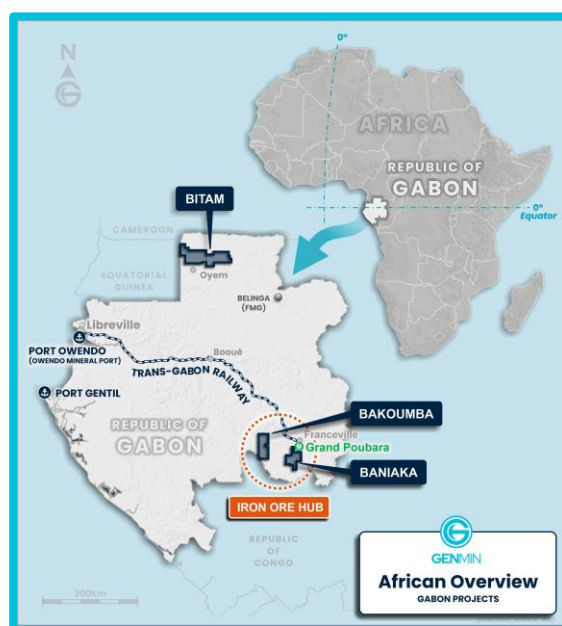 N
G
0°
AFRICA
REPUBLIC OF
GABON
0°
Equator
BITAM
CAMEROON
EQUATORIAL
GUINEA
Oyem
BELINGA
(FMG)
Libreville
PORT OWENDO
(OWENDO MINERAL PORT)
Booué
TRANS-GABON RAILWAY
PORT GENTIL
REPUBLIC OF
GABON
BAKOUMBA
Franceville
Grand Poubara
BANIAKA
IRON ORE HUB
REPUBLIC
OF
CONGO
200km
GENMIN
African Overview
GABON PROJECTS